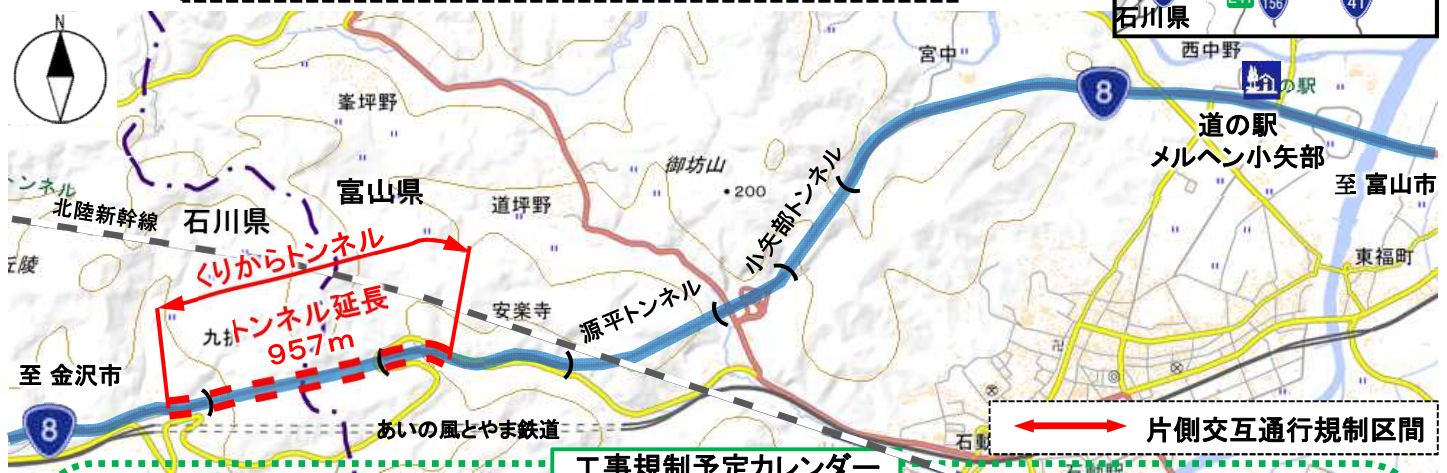 石川県
156
41
N
宮中
西中野
8
の駅
道の駅
メルヘン小矢部
至 富山市
峯坪野
御坊山
・200
小矢部トンネル
富山県
道坪野
ンネル
北陸新幹線
石川県
東福町
くりからトンネル
トンネル延長
957m
安楽寺
源平トンネル
至 金沢市
8
あいの風とやま鉄道
片側交互通行規制区間
工事規制予定カレンダー